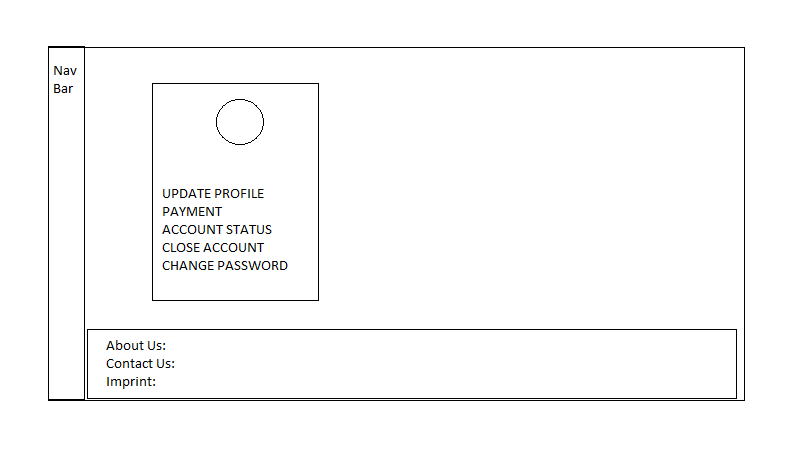 Nav
Bar
UPDATE PROFILE
PAYMENT
ACCOUNT STATUS
CLOSE ACCOUNT
CHANGE PASSWORD
About Us:
Contact Us:
Imprint: